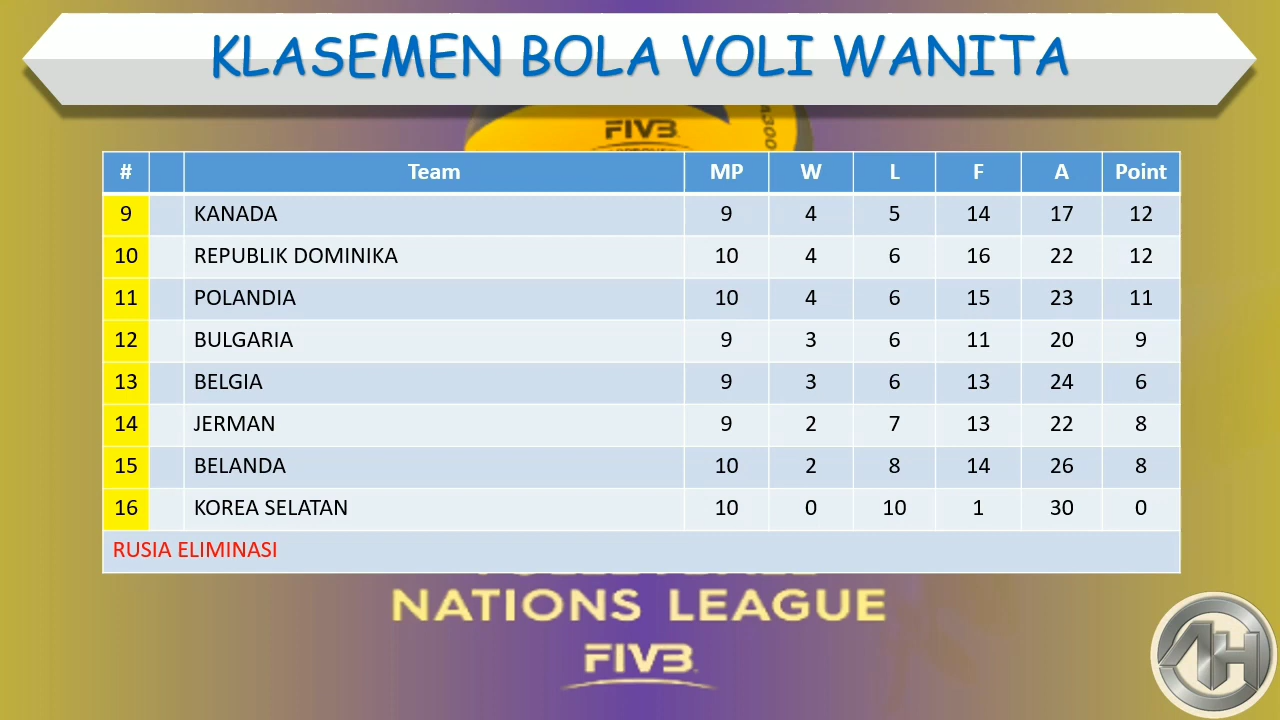 KLASEMEN BOLA VOLI WANITA
FIVB
# Team MP W L F A Point
9 KANADA 9 4 5 14 17 12
10 REPUBLIK DOMINIKA 10 4 6 16 22 12
11 POLANDIA 10 4 6 15 23 11
12 BULGARIA 9 3 6 11 20 9
13 BELGIA 9 3 6 13 24 6
14 JERMAN 9 2 7 13 22 8
15 BELANDA 10 2 8 14 26 8
16 KOREA SELATAN 10 0 10 1 30 0
RUSIA ELIMINASI
NATIONS LEAGUE
FIVB